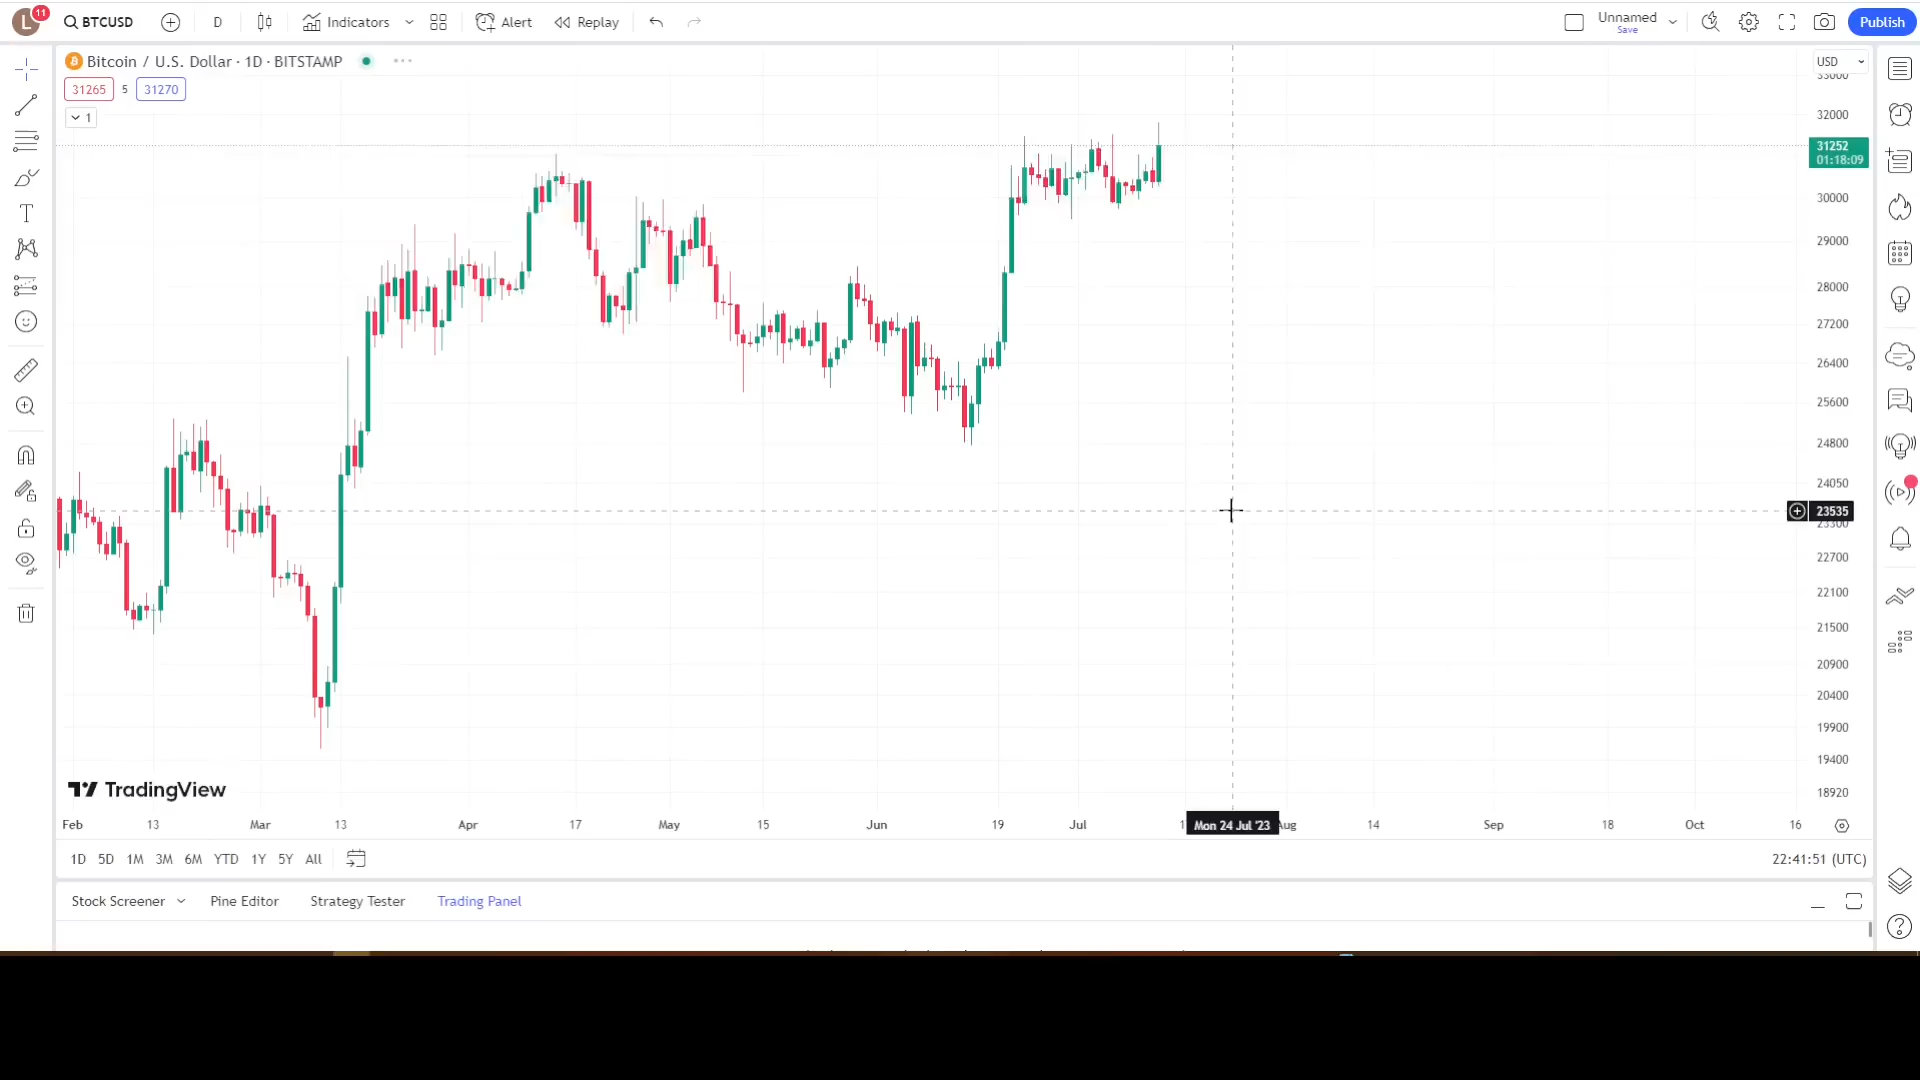 L 11 BTCUSD D Indicators Alert Replay Unnamed Save Publish
Bitcoin / U.S. Dollar · 1D · BITSTAMP
31265 5 31270
1
USD
33000
32000
31252
01:18:09
30000
29000
28000
27200
26400
25600
24800
24050
23535
23300
22700
22100
21500
20900
20400
19900
19400
18920
TradingView
Feb 13 Mar 13 Apr 17 May 15 Jun 19 Jul Mon 24 Jul '23 Aug 14 Sep 18 Oct 16
1D 5D 1M 3M 6M YTD 1Y 5Y All 22:41:51 (UTC)
Stock Screener Pine Editor Strategy Tester Trading Panel